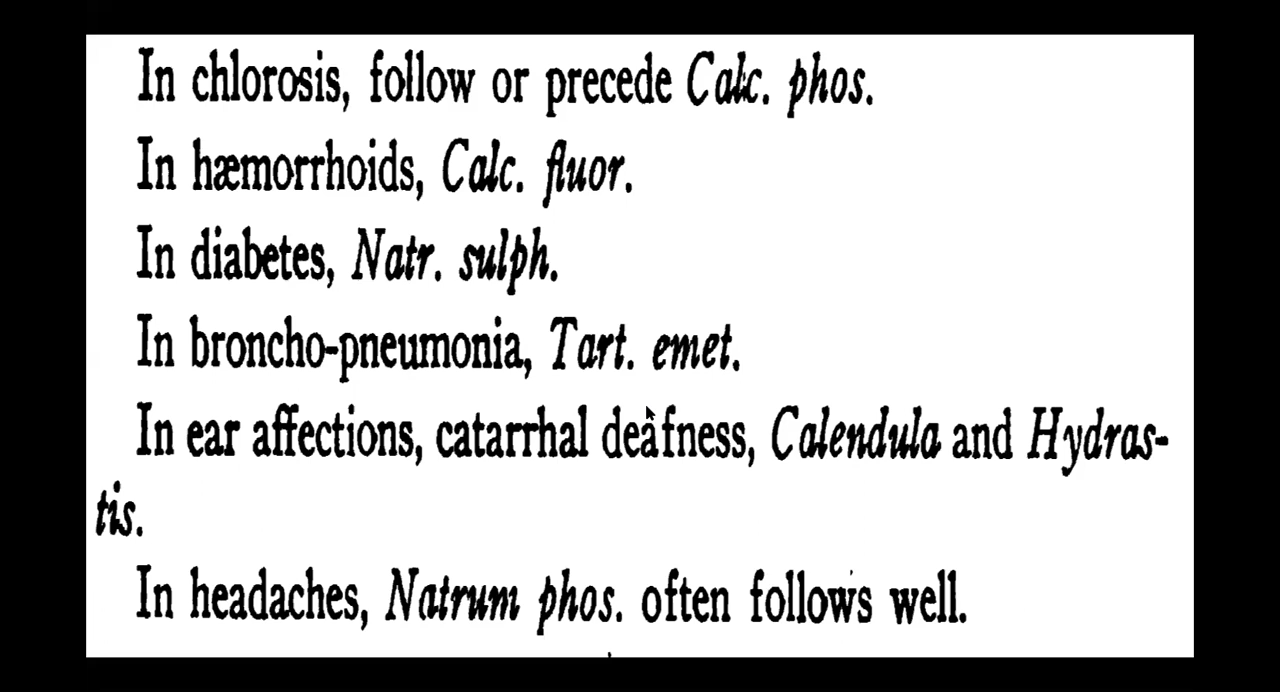 In chlorosis, follow or precede Calc. phos.
In hæmorrhoids, Calc. fluor.
In diabetes, Natr. sulph.
In broncho-pneumonia, Tart. emet.
In ear affections, catarrhal deafness, Calendula and Hydras-
tis.
In headaches, Natrum phos. often follows well.